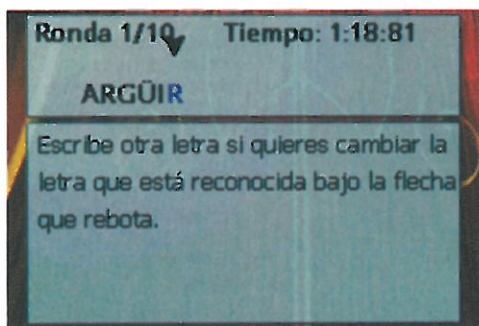 Ronda 1/10 Tiempo: 1:18:81
ARGÜIR
Escribe otra letra si quieres cambiar la
letra que está reconocida bajo la flecha
que rebota.